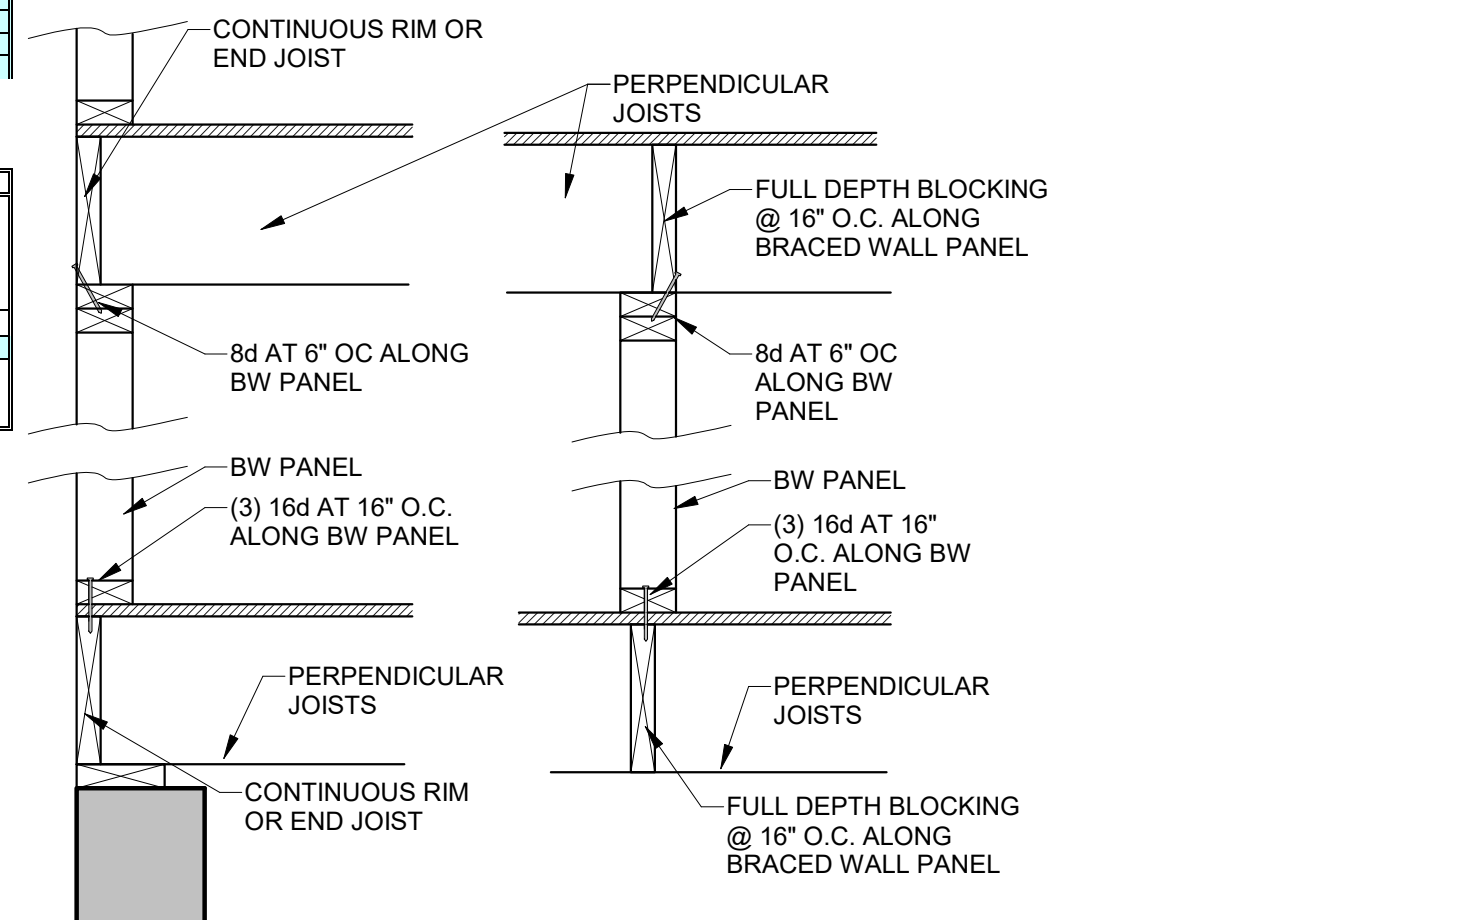 CONTINUOUS RIM OR
END JOIST
PERPENDICULAR
JOISTS
FULL DEPTH BLOCKING
@ 16" O.C. ALONG
BRACED WALL PANEL
8d AT 6" OC ALONG
BW PANEL
8d AT 6" OC
ALONG BW
PANEL
BW PANEL
(3) 16d AT 16" O.C.
ALONG BW PANEL
BW PANEL
(3) 16d AT 16"
O.C. ALONG BW
PANEL
PERPENDICULAR
JOISTS
PERPENDICULAR
JOISTS
CONTINUOUS RIM
OR END JOIST
FULL DEPTH BLOCKING
@ 16" O.C. ALONG
BRACED WALL PANEL